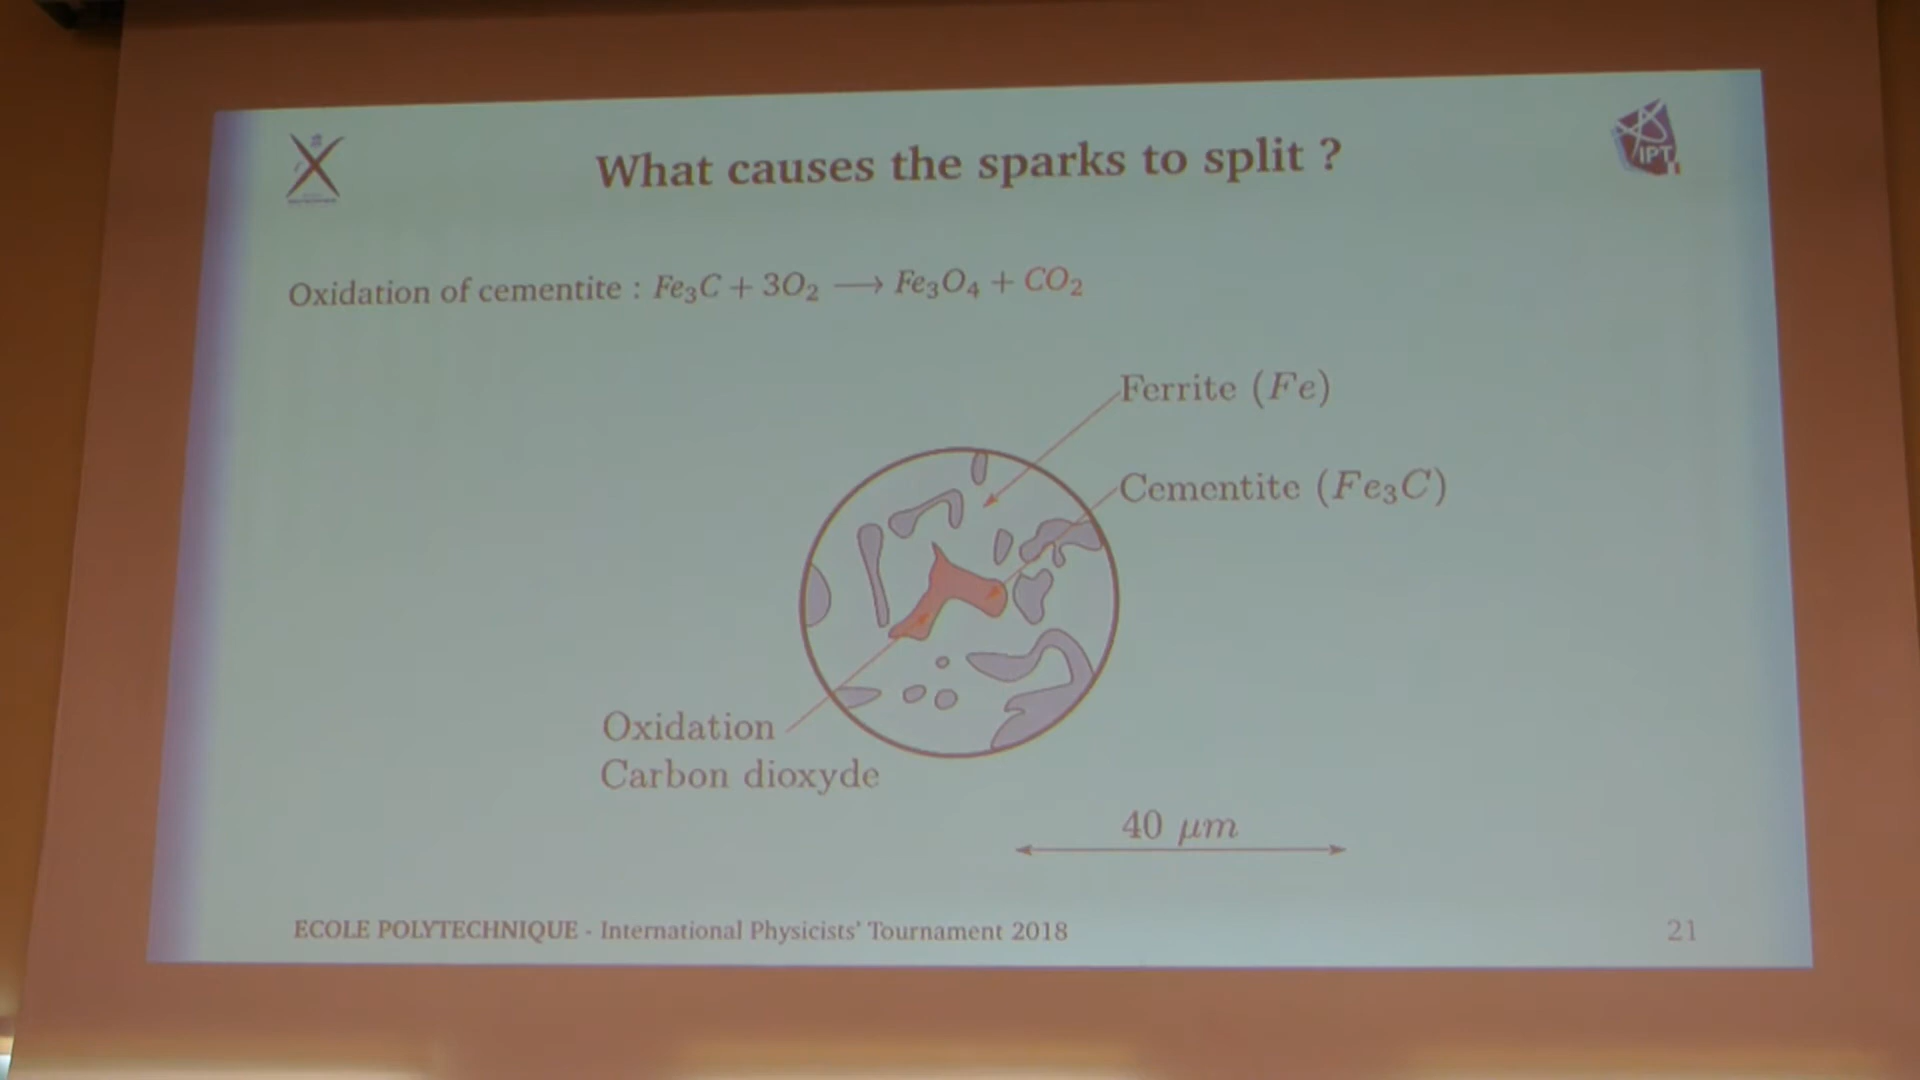 IPT
What causes the sparks to split ?
Oxidation of cementite : Fe₃C + 3O₂ ⟶ Fe₃O₄ + CO₂
Ferrite (Fe)
Cementite (Fe₃C)
Oxidation
Carbon dioxyde
40 μm
ECOLE POLYTECHNIQUE - International Physicists' Tournament 2018
21